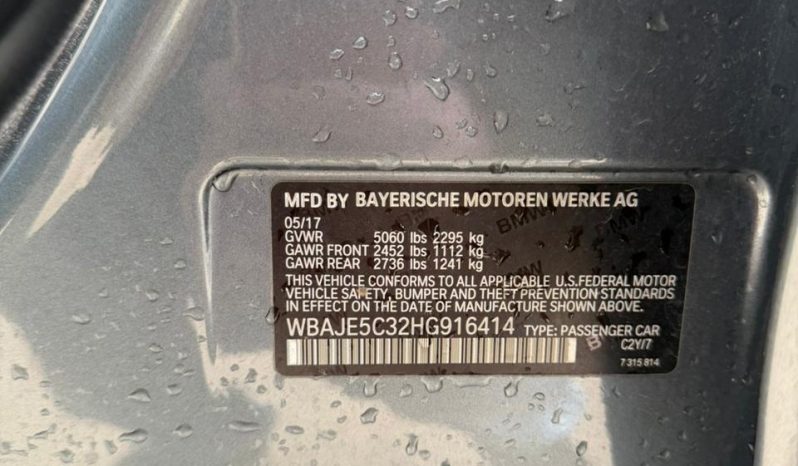 MFD BY BAYERISCHE MOTOREN WERKE AG
05/17
GVWR 5060 lbs 2295 kg
GAWR FRONT 2452 lbs 1112 kg
GAWR REAR 2736 lbs 1241 kg
THIS VEHICLE CONFORMS TO ALL APPLICABLE U.S.FEDERAL MOTOR
VEHICLE SAFETY, BUMPER AND THEFT PREVENTION STANDARDS
IN EFFECT ON THE DATE OF MANUFACTURE SHOWN ABOVE.
WBAJE5C32HG916414 TYPE: PASSENGER CAR
C2Y/7
7 315 814